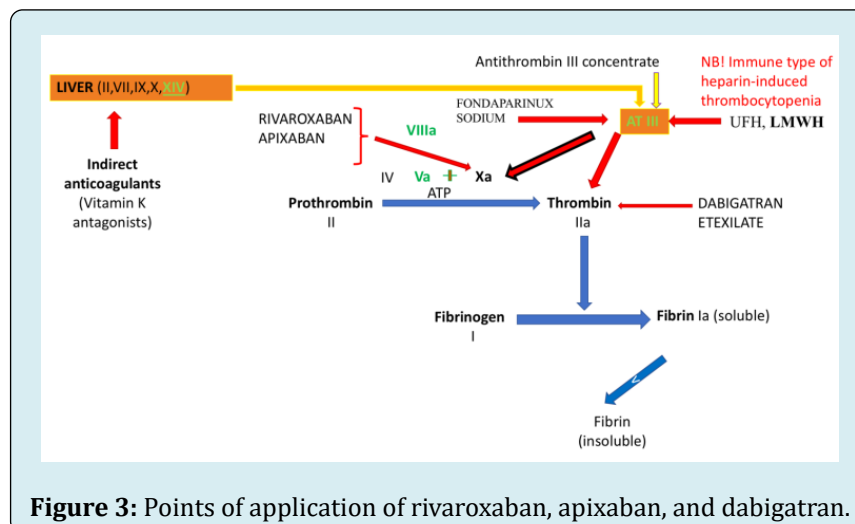 Antithrombin III concentrate
NB! Immune type of
heparin-induced
thrombocytopenia
LIVER (II,VII,IX,X,XIV)
FONDAPARINUX
SODIUM
AT III
UFH, LMWH
RIVAROXABAN
APIXABAN
VIIIa
Indirect
anticoagulants
(Vitamin K
antagonists)
IV Va + Xa
ATP
Prothrombin
II
Thrombin
IIa
DABIGATRAN
ETEXILATE
Fibrinogen
I
Fibrin Ia (soluble)
Fibrin
(insoluble)
Figure 3: Points of application of rivaroxaban, apixaban, and dabigatran.